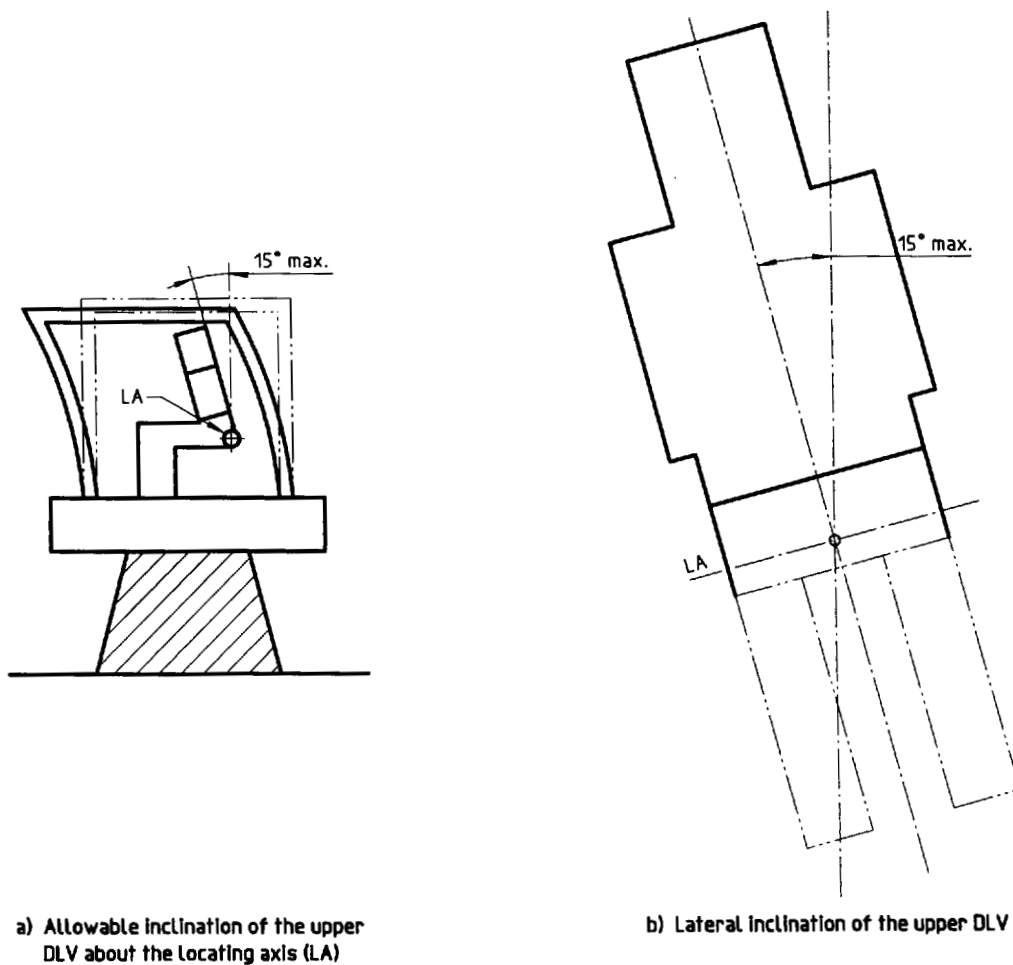 15° max.
LA
a) Allowable inclination of the upper
DLV about the locating axis (LA)
15° max.
LA
b) Lateral inclination of the upper DLV